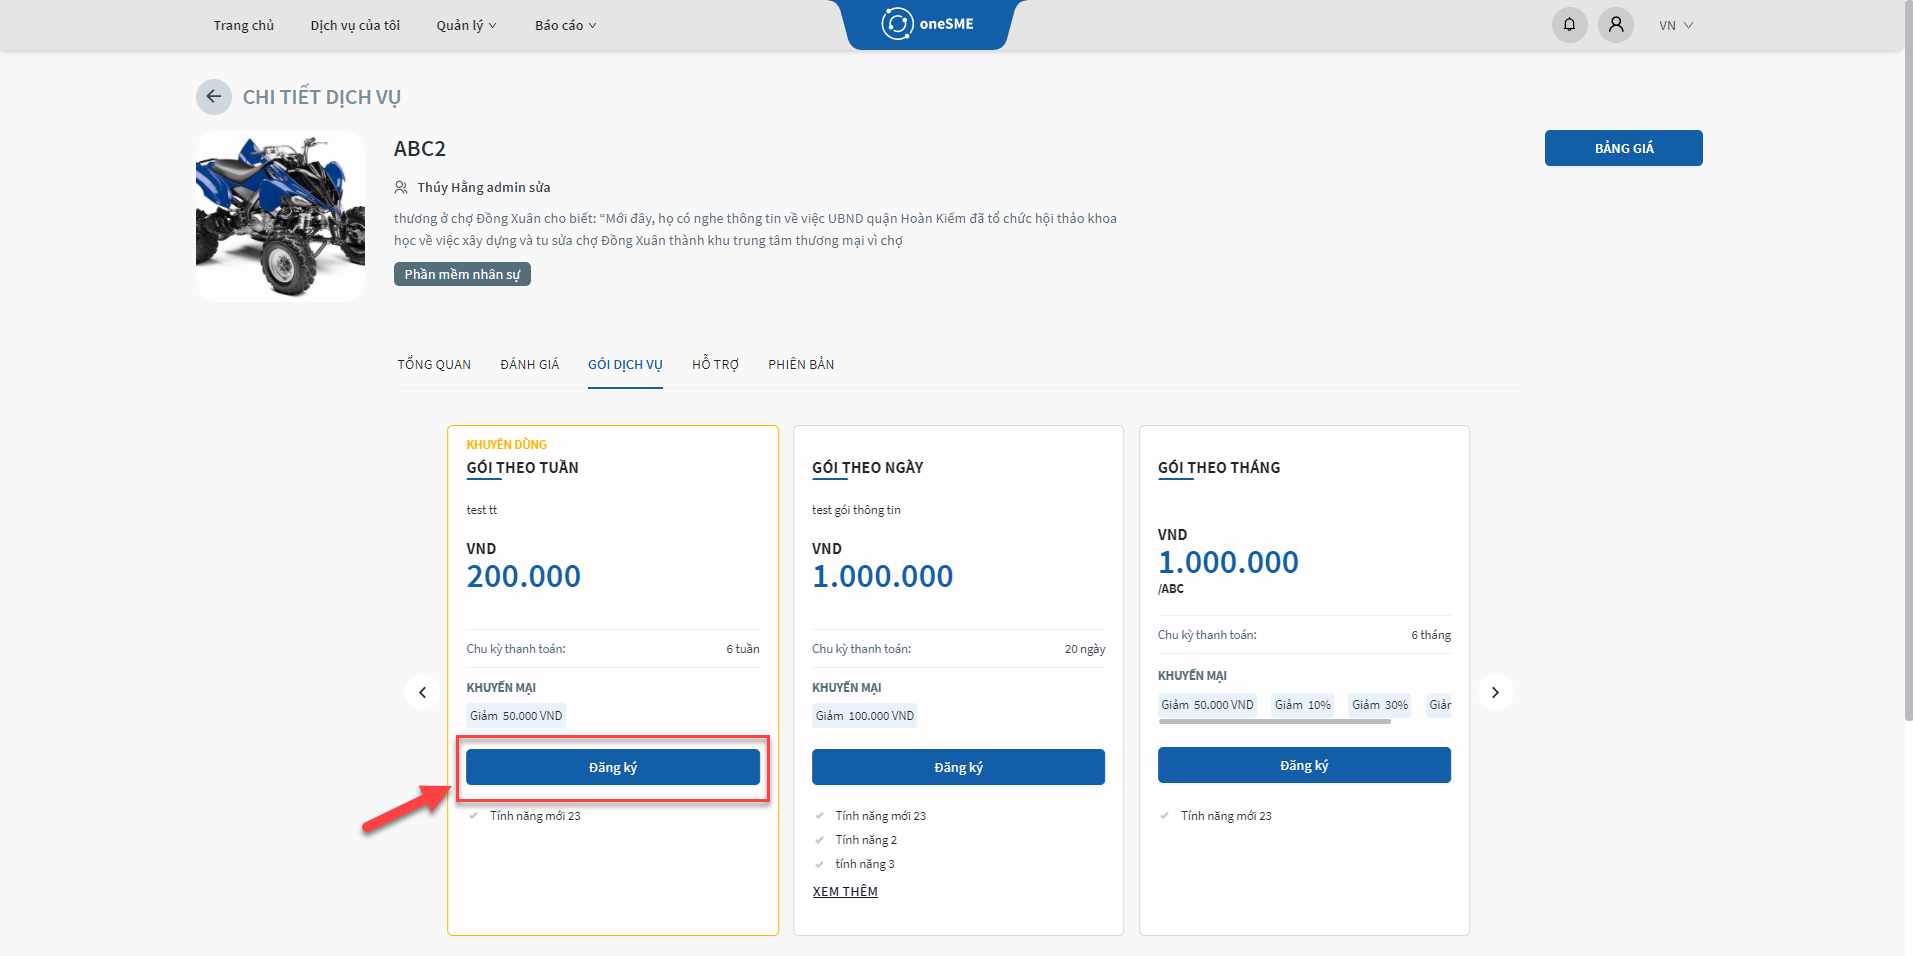 Trang chủ
Dịch vụ của tôi
Quản lý
Báo cáo
oneSME
VN
CHI TIẾT DỊCH VỤ
ABC2
BẢNG GIÁ
Thúy Hằng admin sửa
thương ở chợ Đồng Xuân cho biết: “Mới đây, họ có nghe thông tin về việc UBND quận Hoàn Kiếm đã tổ chức hội thảo khoa
học về việc xây dựng và tu sửa chợ Đồng Xuân thành khu trung tâm thương mại vì chợ
Phần mềm nhân sự
TỔNG QUAN
ĐÁNH GIÁ
GÓI DỊCH VỤ
HỖ TRỢ
PHIÊN BẢN
KHUYÊN DÙNG
GÓI THEO TUẦN
test tt
VND
200.000
Chu kỳ thanh toán: 6 tuần
KHUYẾN MẠI
Giảm 50.000 VND
Đăng ký
Tính năng mới 23
GÓI THEO NGÀY
test gói thông tin
VND
1.000.000
Chu kỳ thanh toán: 20 ngày
KHUYẾN MẠI
Giảm 100.000 VND
Đăng ký
Tính năng mới 23
Tính năng 2
tính năng 3
XEM THÊM
GÓI THEO THÁNG
VND
1.000.000
/ABC
Chu kỳ thanh toán: 6 tháng
KHUYẾN MẠI
Giảm 50.000 VND
Giảm 10%
Giảm 30%
Đăng ký
Tính năng mới 23